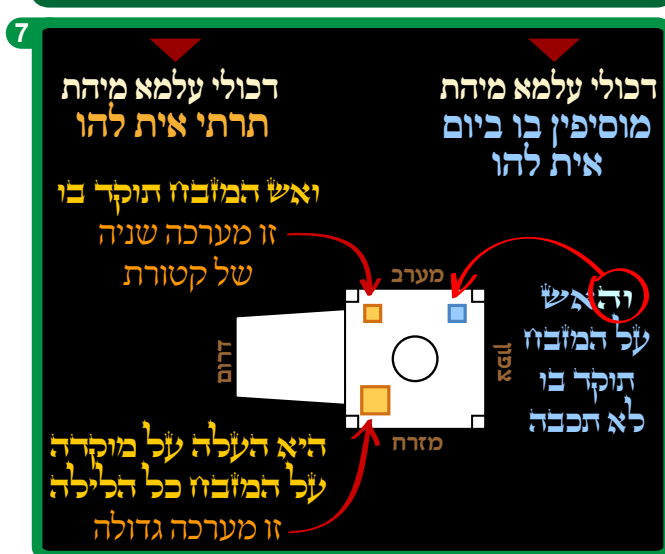 7
דכולי עלמא מיהת
מוסיפין בו ביום
אית להו
דכולי עלמא מיהת
תרתי אית להו
ואש המזבח תוקד בו
זו מערכה שניה
של קטורת
והאש
על המזבח
תוקד בו
לא תכבה
מערב
צפון
דרום
מזרח
היא העלה על מוקדה
על המזבח כל הלילה
זו מערכה גדולה